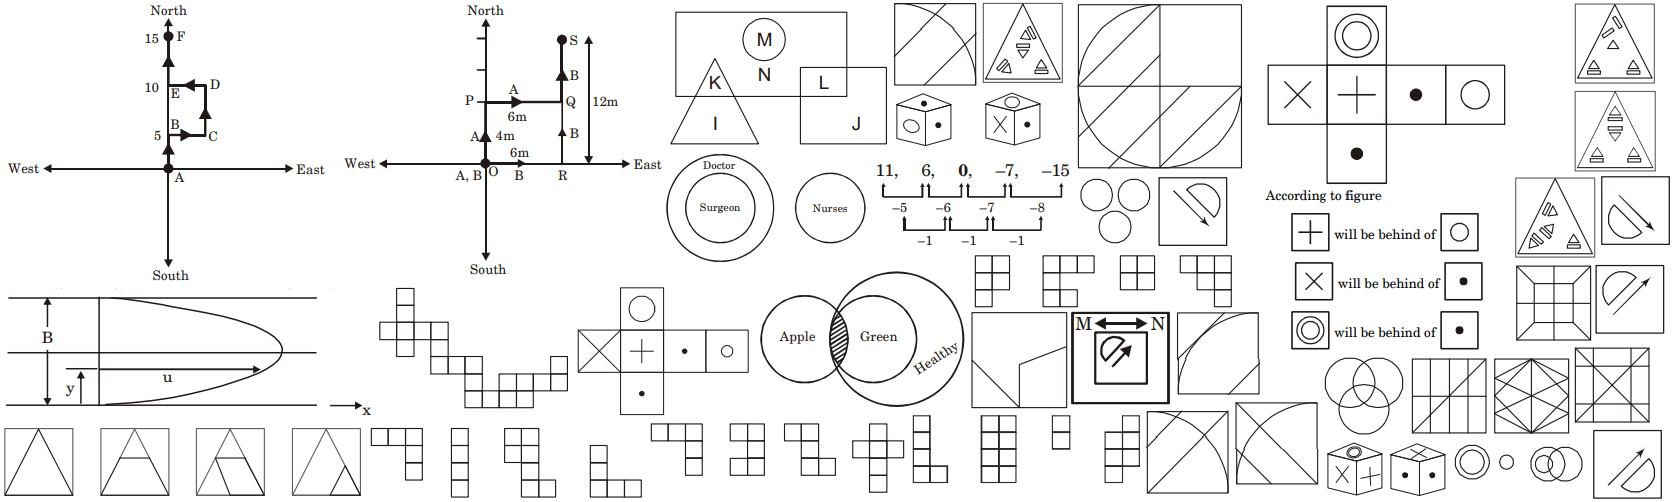 North
15 F
10
E
D
5
B
C
West
East
A
South
North
S
B
P
A
Q
12m
6m
A
4m
B
6m
West
East
A, B
O
B
R
South
M
N
K
L
I
J
Doctor
Surgeon
Nurses
11, 6, 0, −7, −15
−5 −6 −7 −8
−1 −1 −1
According to figure
will be behind of
will be behind of
will be behind of
B
u
y
x
Apple
Green
Healthy
M N